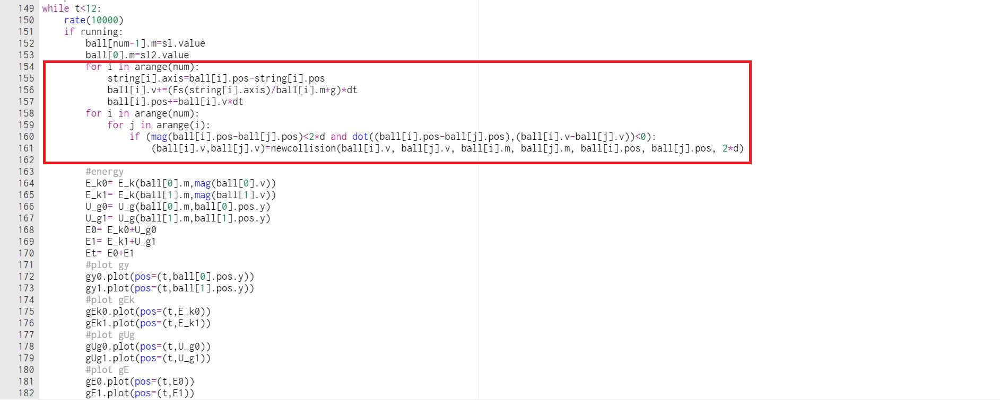 149 while t<12:
150     rate(10000)
151     if running:
152         ball[num-1].m=sl.value
153         ball[0].m=sl2.value
154         for i in arange(num):
155             string[i].axis=ball[i].pos-string[i].pos
156             ball[i].v+=(Fs(string[i].axis)/ball[i].m+g)*dt
157             ball[i].pos+=ball[i].v*dt
158         for i in arange(num):
159             for j in arange(i):
160                 if (mag(ball[i].pos-ball[j].pos)<2*d and dot((ball[i].pos-ball[j].pos),(ball[i].v-ball[j].v))<0):
161                     (ball[i].v,ball[j].v)=newcollision(ball[i].v, ball[j].v, ball[i].m, ball[j].m, ball[i].pos, ball[j].pos, 2*d)
162
163         #energy
164         E_k0= E_k(ball[0].m,mag(ball[0].v))
165         E_k1= E_k(ball[1].m,mag(ball[1].v))
166         U_g0= U_g(ball[0].m,ball[0].pos.y)
167         U_g1= U_g(ball[1].m,ball[1].pos.y)
168         E0= E_k0+U_g0
169         E1= E_k1+U_g1
170         Et= E0+E1
171         #plot gy
172         gy0.plot(pos=(t,ball[0].pos.y))
173         gy1.plot(pos=(t,ball[1].pos.y))
174         #plot gEk
175         gEk0.plot(pos=(t,E_k0))
176         gEk1.plot(pos=(t,E_k1))
177         #plot gUg
178         gUg0.plot(pos=(t,U_g0))
179         gUg1.plot(pos=(t,U_g1))
180         #plot gE
181         gE0.plot(pos=(t,E0))
182         gE1.plot(pos=(t,E1))